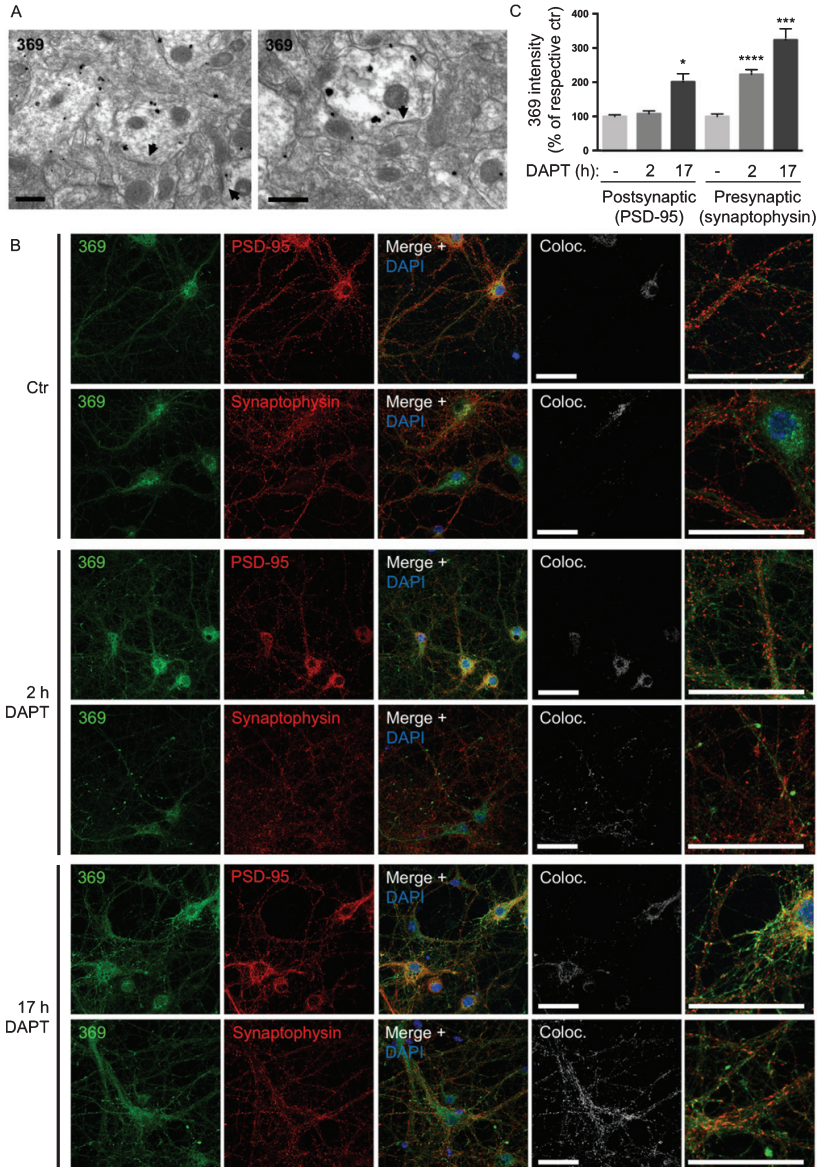 A
369
369
C
369 intensity
(% of respective ctr)
400
300
200
100
0
*
****
***
DAPT (h): - 2 17 - 2 17
Postsynaptic
(PSD-95)
Presynaptic
(synaptophysin)
B
Ctr
369 PSD-95 Merge + Coloc.
DAPI
369 Synaptophysin Merge + Coloc.
DAPI
2 h
DAPT
369 PSD-95 Merge + Coloc.
DAPI
369 Synaptophysin Merge + Coloc.
DAPI
17 h
DAPT
369 PSD-95 Merge + Coloc.
DAPI
369 Synaptophysin Merge + Coloc.
DAPI